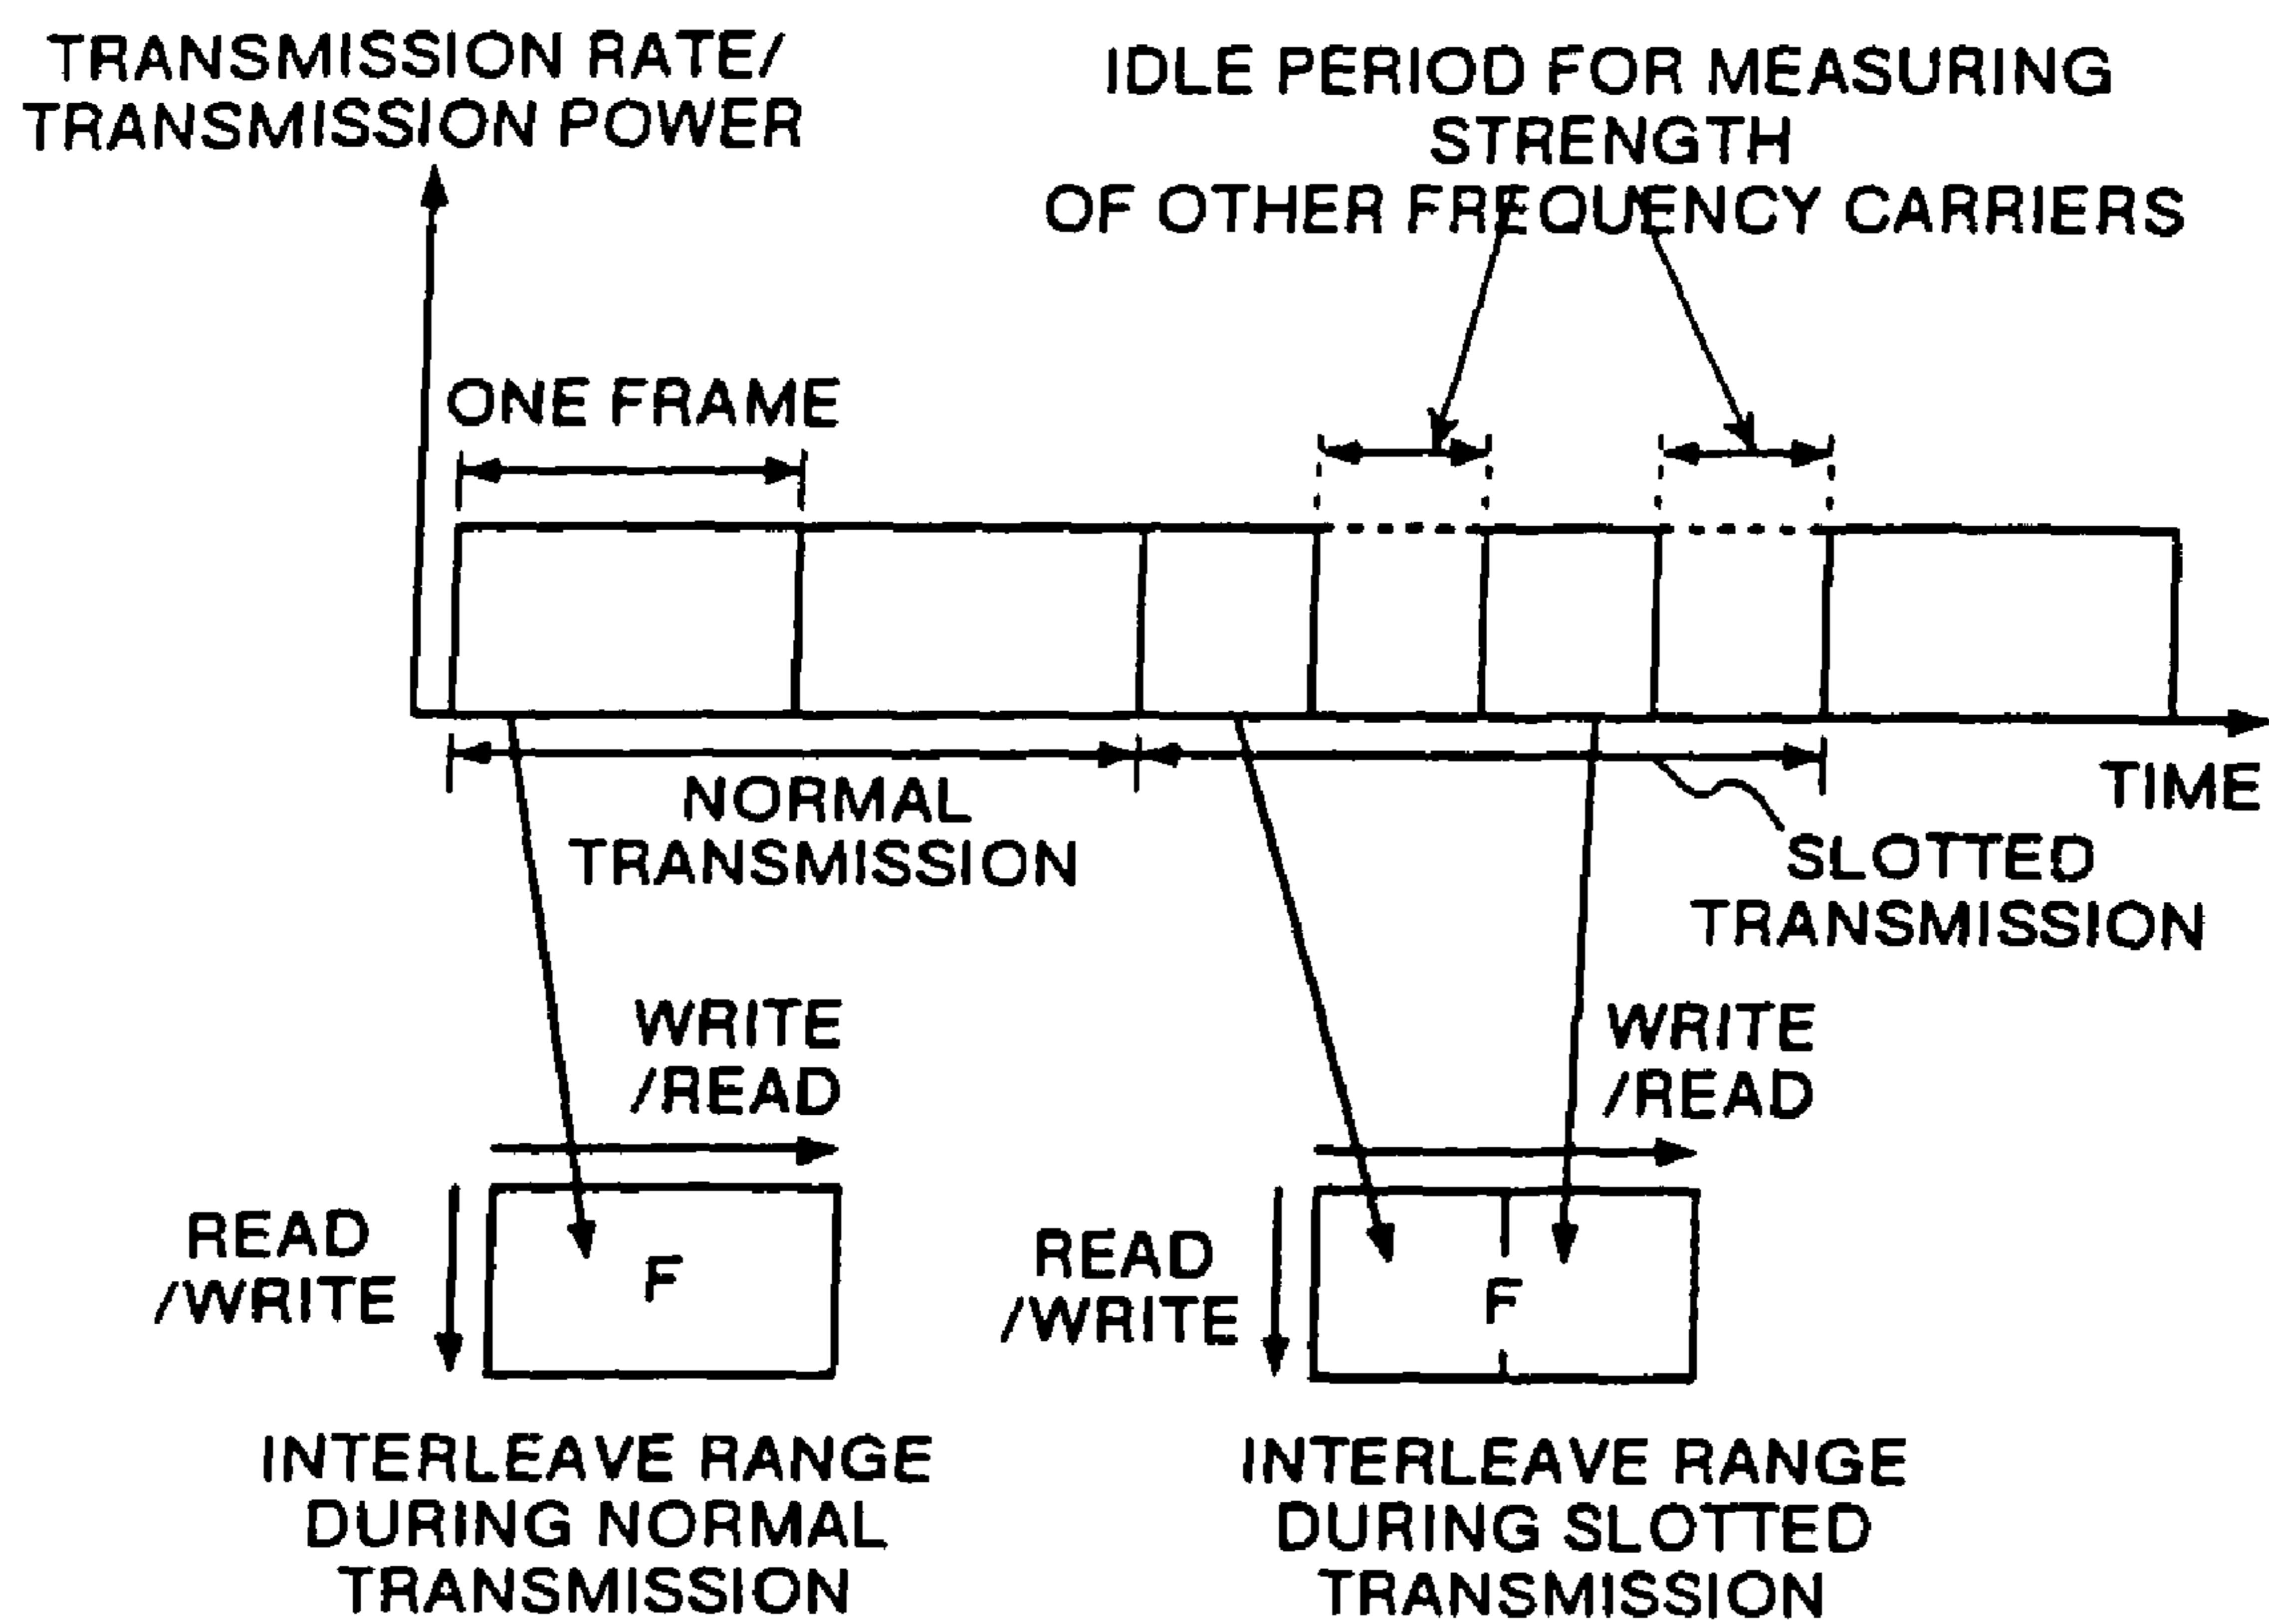 TRANSMISSION RATE/
TRANSMISSION POWER
IDLE PERIOD FOR MEASURING
STRENGTH
OF OTHER FREQUENCY CARRIERS
ONE FRAME
NORMAL
TRANSMISSION
TIME
SLOTTED
TRANSMISSION
WRITE
/READ
READ
/WRITE
F
WRITE
/READ
READ
/WRITE
F
INTERLEAVE RANGE
DURING NORMAL
TRANSMISSION
INTERLEAVE RANGE
DURING SLOTTED
TRANSMISSION